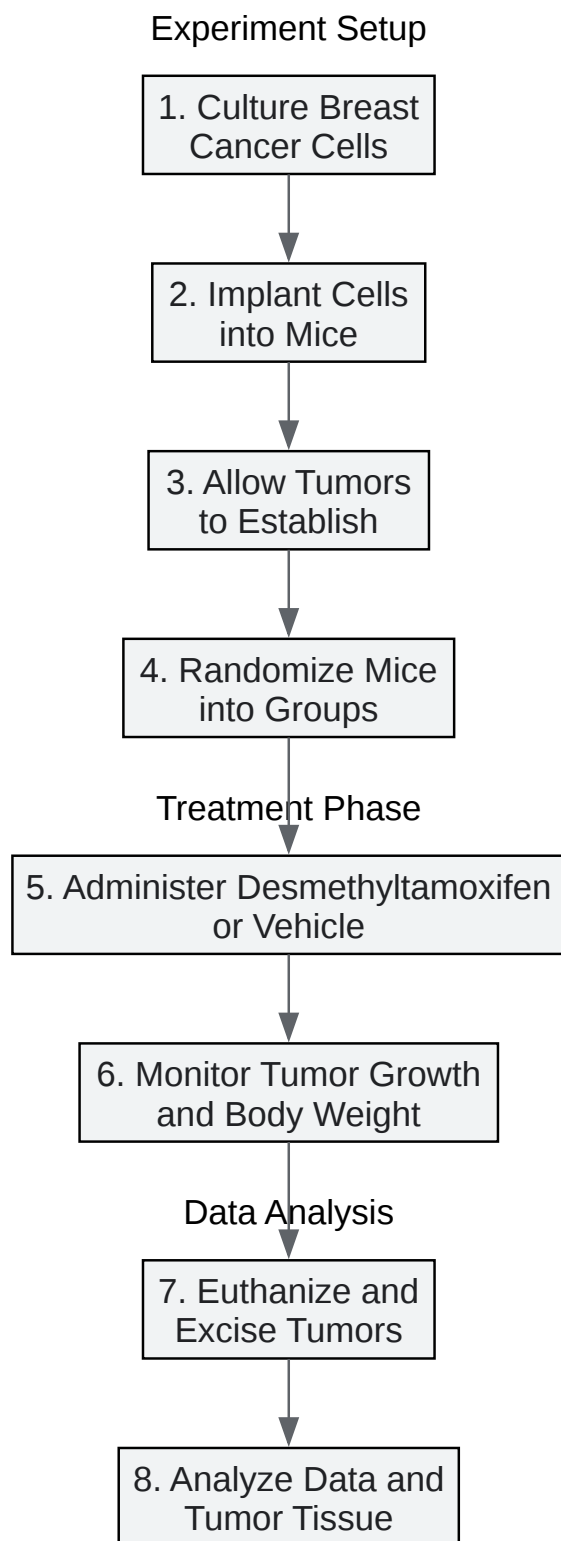 Experiment Setup
1. Culture Breast
Cancer Cells
2. Implant Cells
into Mice
3. Allow Tumors
to Establish
4. Randomize Mice
into Groups
Treatment Phase
5. Administer Desmethyltamoxifen
or Vehicle
6. Monitor Tumor Growth
and Body Weight
Data Analysis
7. Euthanize and
Excise Tumors
8. Analyze Data and
Tumor Tissue